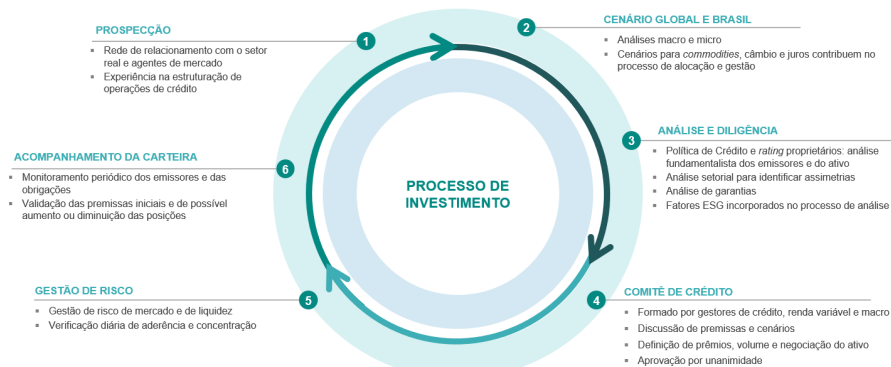 1
PROSPECÇÃO
▪ Rede de relacionamento com o setor
real e agentes de mercado
▪ Experiência na estruturação de
operações de crédito
2
CENÁRIO GLOBAL E BRASIL
▪ Análises macro e micro
▪ Cenários para commodities, câmbio e juros contribuem no
processo de alocação e gestão
3
ANÁLISE E DILIGÊNCIA
▪ Política de Crédito e rating proprietários: análise
fundamentalista dos emissores e do ativo
▪ Análise setorial para identificar assimetrias
▪ Análise de garantias
▪ Fatores ESG incorporados no processo de análise
4
COMITÊ DE CRÉDITO
▪ Formado por gestores de crédito, renda variável e macro
▪ Discussão de premissas e cenários
▪ Definição de prêmios, volume e negociação do ativo
▪ Aprovação por unanimidade
5
GESTÃO DE RISCO
▪ Gestão de risco de mercado e de liquidez
▪ Verificação diária de aderência e concentração
6
ACOMPANHAMENTO DA CARTEIRA
▪ Monitoramento periódico dos emissores e das
obrigações
▪ Validação das premissas iniciais e de possível
aumento ou diminuição das posições
PROCESSO DE
INVESTIMENTO